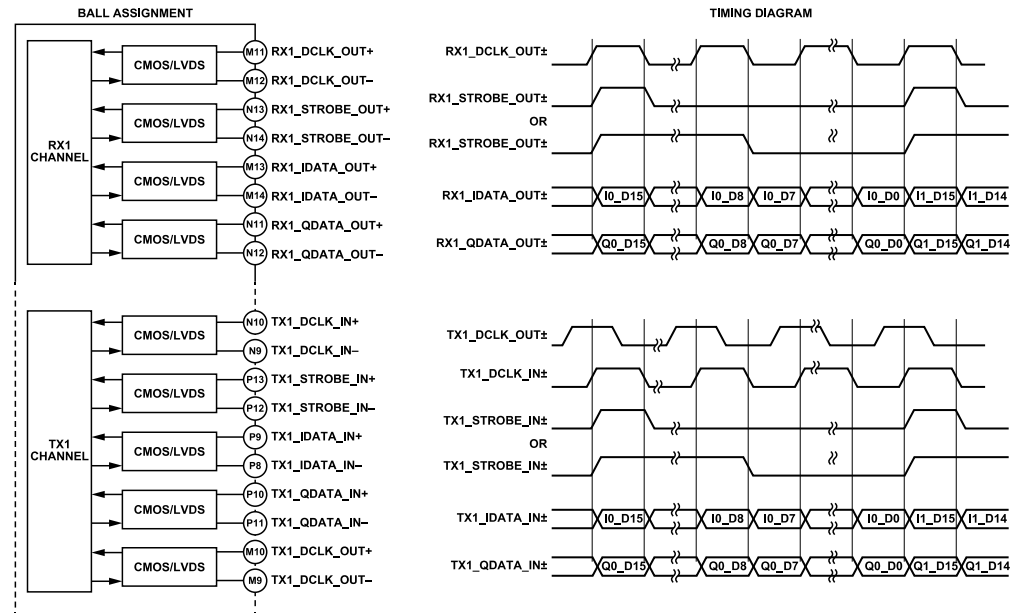 BALL ASSIGNMENT
RX1 CHANNEL
CMOS/LVDS
M11 RX1_DCLK_OUT+
M12 RX1_DCLK_OUT–
CMOS/LVDS
N13 RX1_STROBE_OUT+
N14 RX1_STROBE_OUT–
CMOS/LVDS
M13 RX1_IDATA_OUT+
M14 RX1_IDATA_OUT–
CMOS/LVDS
N11 RX1_QDATA_OUT+
N12 RX1_QDATA_OUT–
TX1 CHANNEL
CMOS/LVDS
N10 TX1_DCLK_IN+
N9 TX1_DCLK_IN–
CMOS/LVDS
P13 TX1_STROBE_IN+
P12 TX1_STROBE_IN–
CMOS/LVDS
P9 TX1_IDATA_IN+
P8 TX1_IDATA_IN–
CMOS/LVDS
P10 TX1_QDATA_IN+
P11 TX1_QDATA_IN–
CMOS/LVDS
M10 TX1_DCLK_OUT+
M9 TX1_DCLK_OUT–
TIMING DIAGRAM
RX1_DCLK_OUT±
RX1_STROBE_OUT±
OR
RX1_STROBE_OUT±
RX1_IDATA_OUT± I0_D15 I0_D8 I0_D7 I0_D0 I1_D15 I1_D14
RX1_QDATA_OUT± Q0_D15 Q0_D8 Q0_D7 Q0_D0 Q1_D15 Q1_D14
TX1_DCLK_OUT±
TX1_DCLK_IN±
TX1_STROBE_IN±
OR
TX1_STROBE_IN±
TX1_IDATA_IN± I0_D15 I0_D8 I0_D7 I0_D0 I1_D15 I1_D14
TX1_QDATA_IN± Q0_D15 Q0_D8 Q0_D7 Q0_D0 Q1_D15 Q1_D14